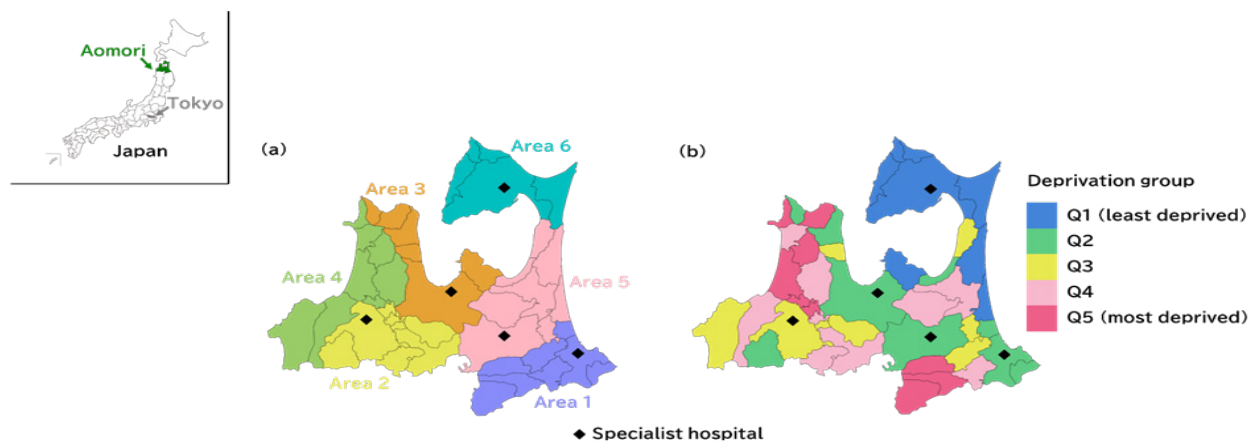 Aomori
Tokyo
Japan
(a)
Area 6
Area 3
Area 4
Area 5
Area 2
Area 1
(b)
Deprivation group
Q1 (least deprived)
Q2
Q3
Q4
Q5 (most deprived)
Specialist hospital